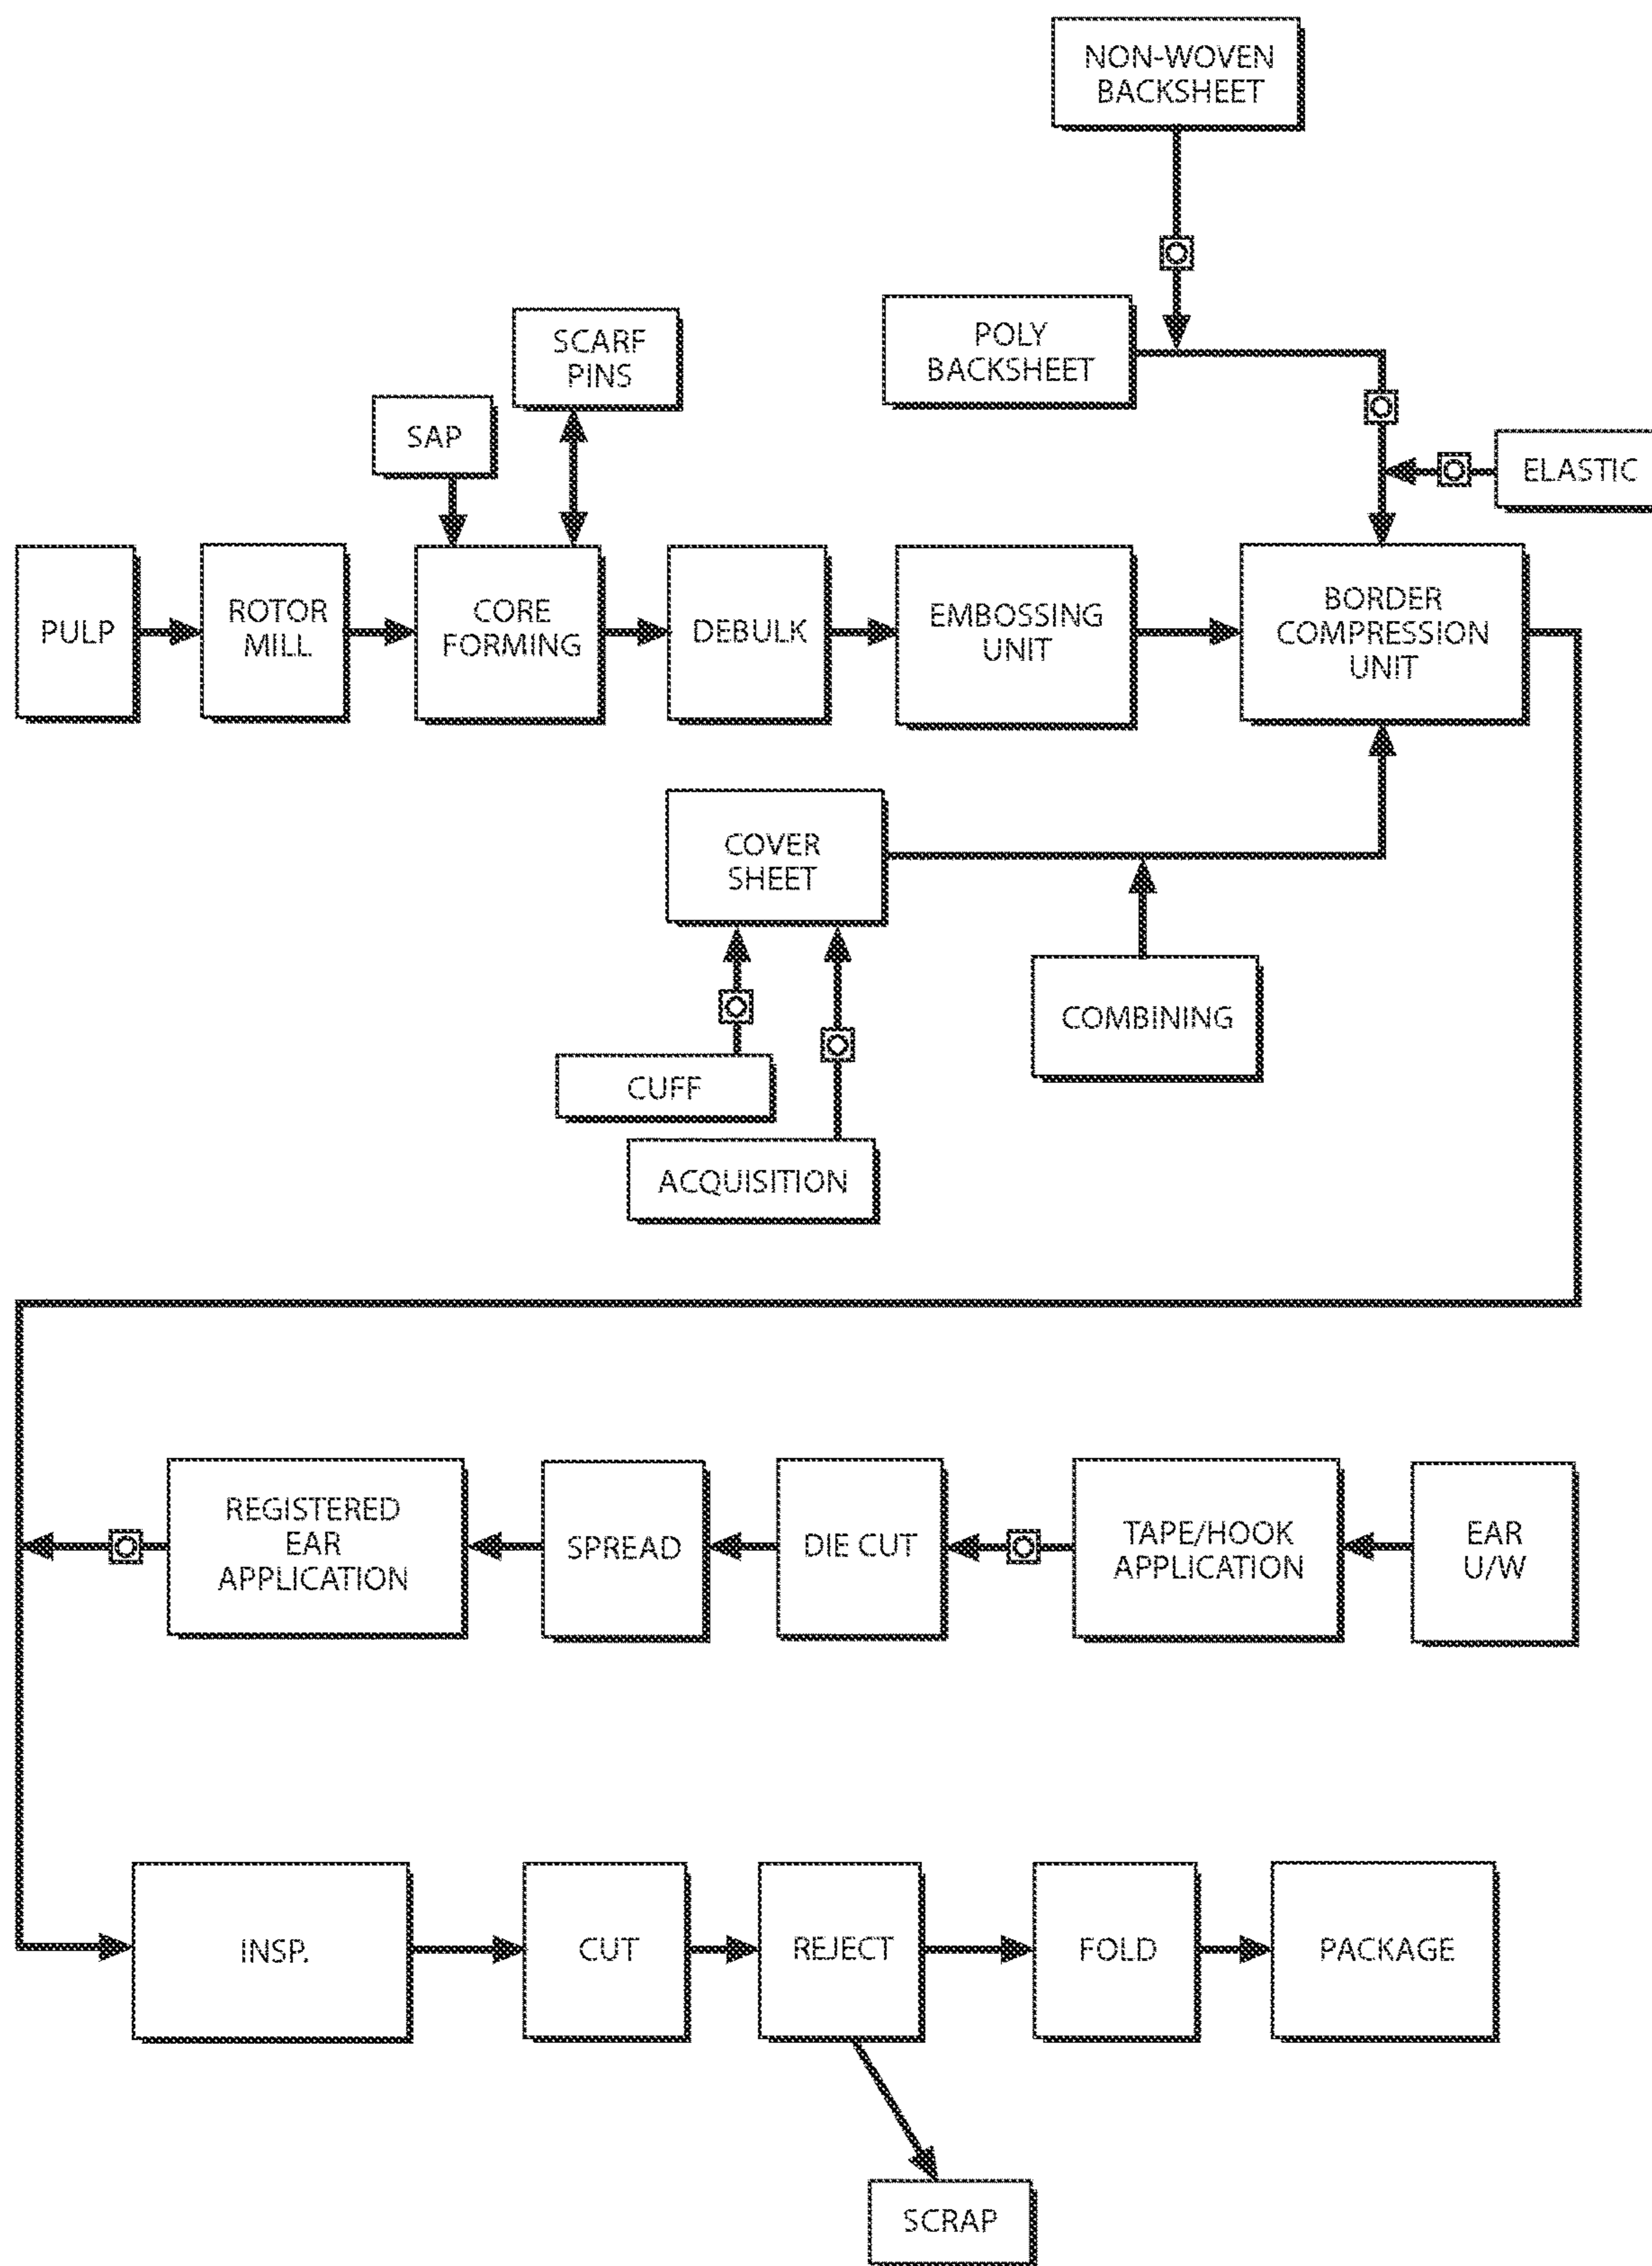 NON-WOVEN
BACKSHEET
POLY
BACKSHEET
SCARF
PINS
SAP
ELASTIC
PULP
ROTOR
MILL
CORE
FORMING
DEBULK
EMBOSSING
UNIT
BORDER
COMPRESSION
UNIT
COVER
SHEET
COMBINING
CUFF
ACQUISITION
REGISTERED
EAR
APPLICATION
SPREAD
DIE CUT
TAPE/HOOK
APPLICATION
EAR
U/W
INSP.
CUT
REJECT
FOLD
PACKAGE
SCRAP